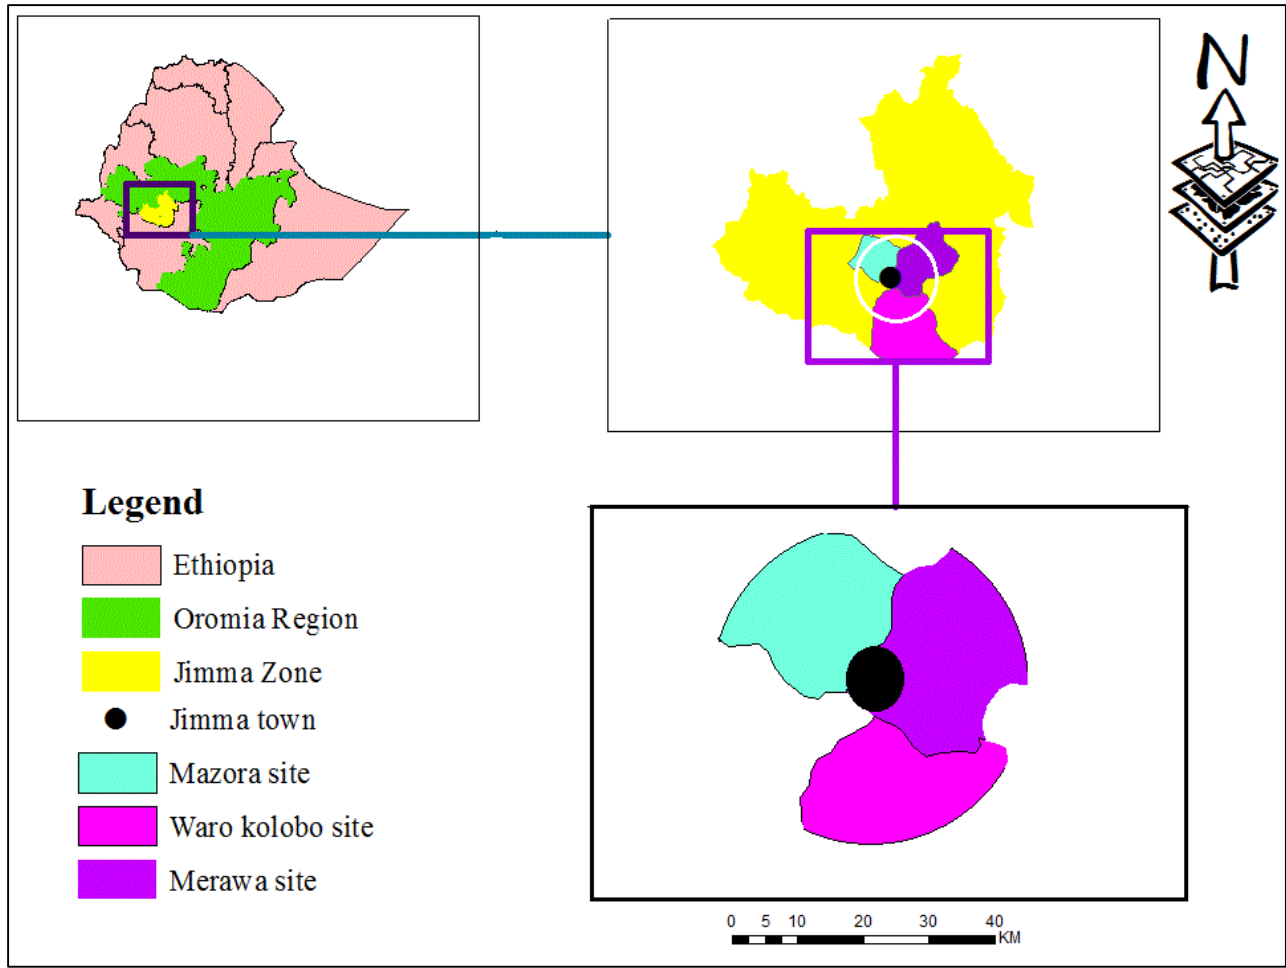 N
Legend
Ethiopia
Oromia Region
Jimma Zone
Jimma town
Mazora site
Waro kolobo site
Merawa site
0 5 10 20 30 40
KM